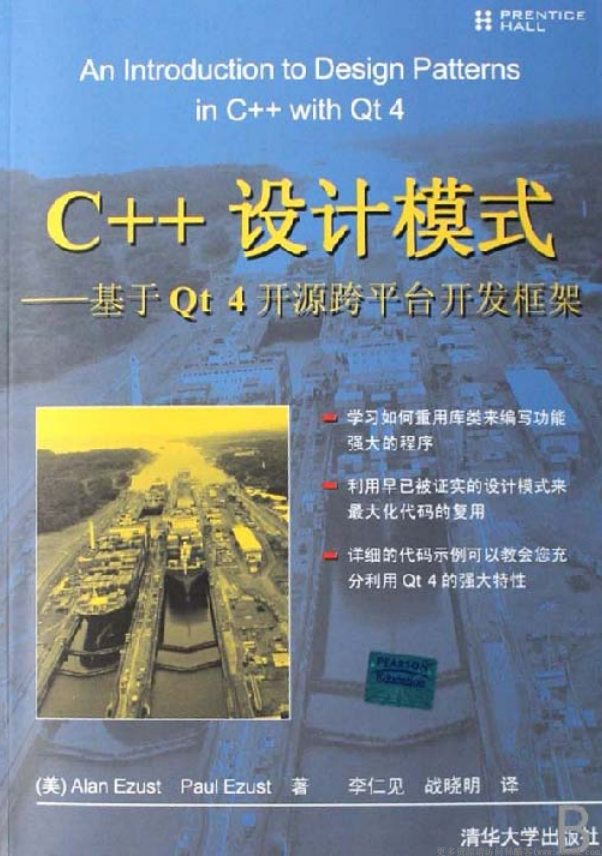 PRENTICE
HALL
An Introduction to Design Patterns
in C++ with Qt 4
C++ 设计模式
——基于 Qt 4 开源跨平台开发框架
学习如何重用库类来编写功能
强大的程序
利用早已被证实的设计模式来
最大化代码的复用
详细的代码示例可以教会您充
分利用 Qt 4 的强大特性
PEARSON
Education
(美) Alan Ezust Paul Ezust 著 李仁见 战晓明 译
清华大学出版社
B